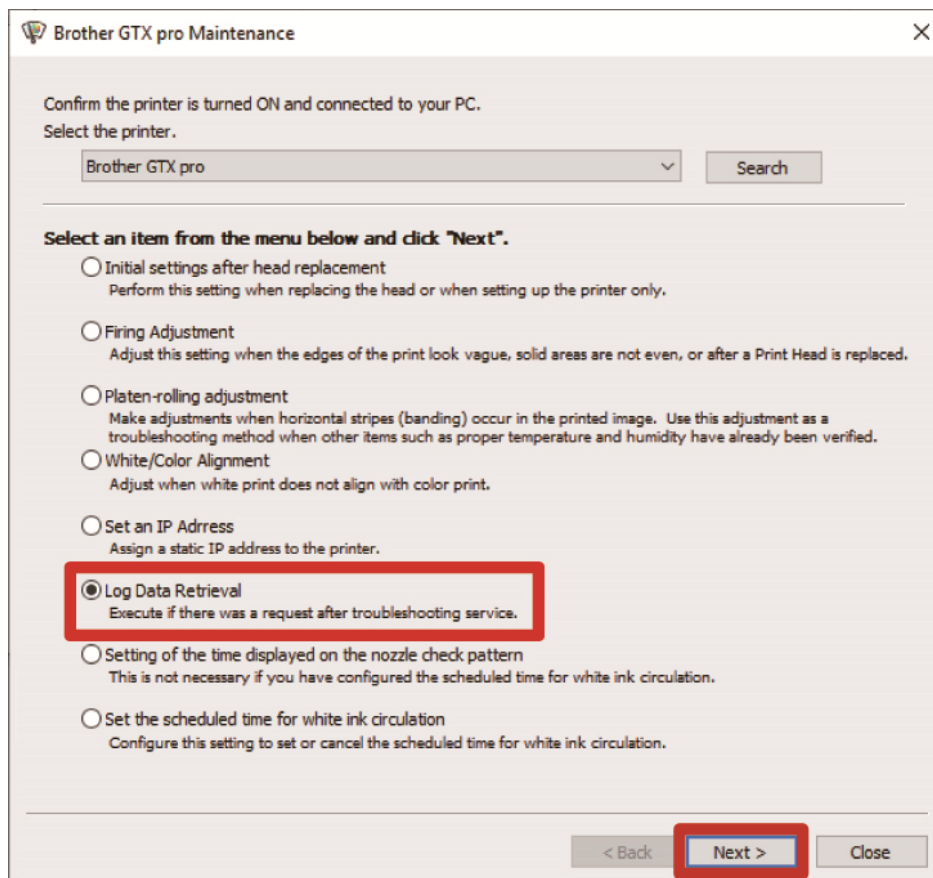 Brother GTX pro Maintenance
Confirm the printer is turned ON and connected to your PC.
Select the printer.
Brother GTX pro
Search
Select an item from the menu below and click "Next".
Initial settings after head replacement
Perform this setting when replacing the head or when setting up the printer only.
Firing Adjustment
Adjust this setting when the edges of the print look vague, solid areas are not even, or after a Print Head is replaced.
Platen-rolling adjustment
Make adjustments when horizontal stripes (banding) occur in the printed image. Use this adjustment as a
troubleshooting method when other items such as proper temperature and humidity have already been verified.
White/Color Alignment
Adjust when white print does not align with color print.
Set an IP Adrress
Assign a static IP address to the printer.
Log Data Retrieval
Execute if there was a request after troubleshooting service.
Setting of the time displayed on the nozzle check pattern
This is not necessary if you have configured the scheduled time for white ink circulation.
Set the scheduled time for white ink circulation
Configure this setting to set or cancel the scheduled time for white ink circulation.
< Back
Next >
Close